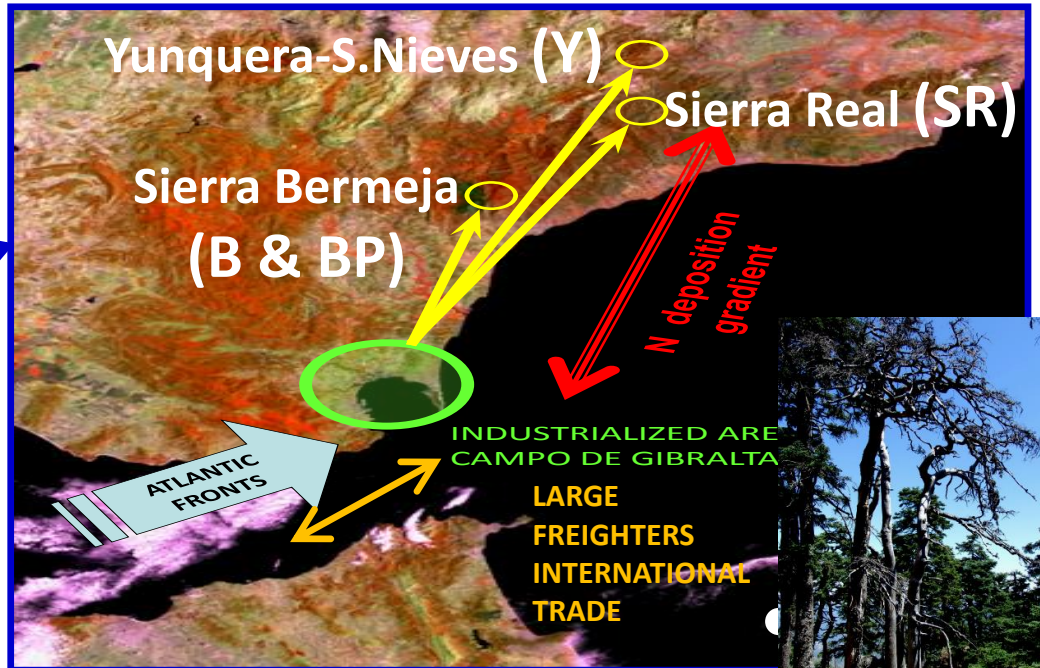 Yunquera-S.Nieves (Y)
Sierra Real (SR)
Sierra Bermeja
(B & BP)
N deposition
gradient
INDUSTRIALIZED ARE
CAMPO DE GIBRALTA
ATLANTIC
FRONTS
LARGE
FREIGHTERS
INTERNATIONAL
TRADE